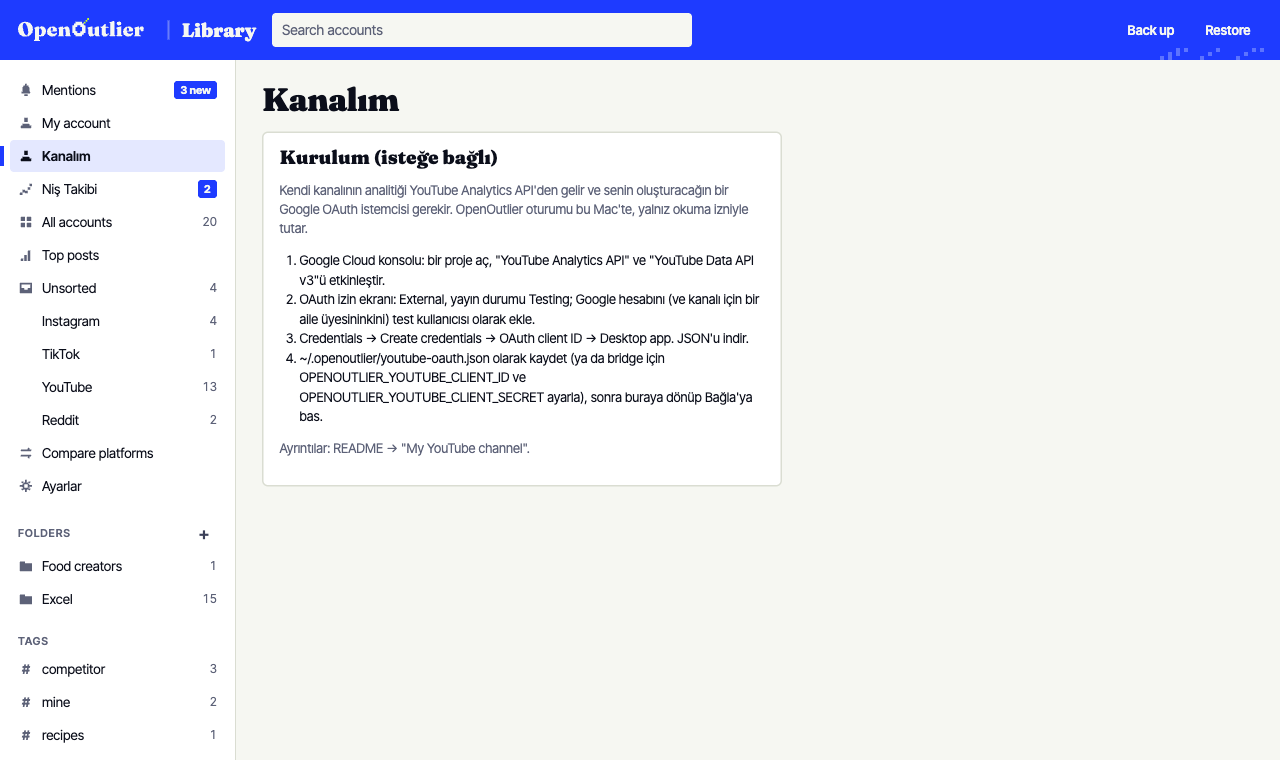 OpenOutlier
Library
Search accounts
Back up
Restore
Mentions
3 new
My account
Kanalım
Niş Takibi
2
All accounts
20
Top posts
Unsorted
4
Instagram
4
TikTok
1
YouTube
13
Reddit
2
Compare platforms
Ayarlar
FOLDERS
+
Food creators
1
Excel
15
TAGS
# competitor
3
# mine
2
# recipes
1
Kanalım
Kurulum (isteğe bağlı)
Kendi kanalının analitiği YouTube Analytics API'den gelir ve senin oluşturacağın bir
Google OAuth istemcisi gerekir. OpenOutlier oturumu bu Mac'te, yalnız okuma izniyle
tutar.
1. Google Cloud konsolu: bir proje aç, "YouTube Analytics API" ve "YouTube Data API
v3"ü etkinleştir.
2. OAuth izin ekranı: External, yayın durumu Testing; Google hesabını (ve kanalı için bir
aile üyesininkini) test kullanıcısı olarak ekle.
3. Credentials → Create credentials → OAuth client ID → Desktop app. JSON'u indir.
4. ~/.openoutlier/youtube-oauth.json olarak kaydet (ya da bridge için
OPENOUTLIER_YOUTUBE_CLIENT_ID ve
OPENOUTLIER_YOUTUBE_CLIENT_SECRET ayarla), sonra buraya dönüp Bağla'ya
bas.
Ayrıntılar: README → "My YouTube channel".